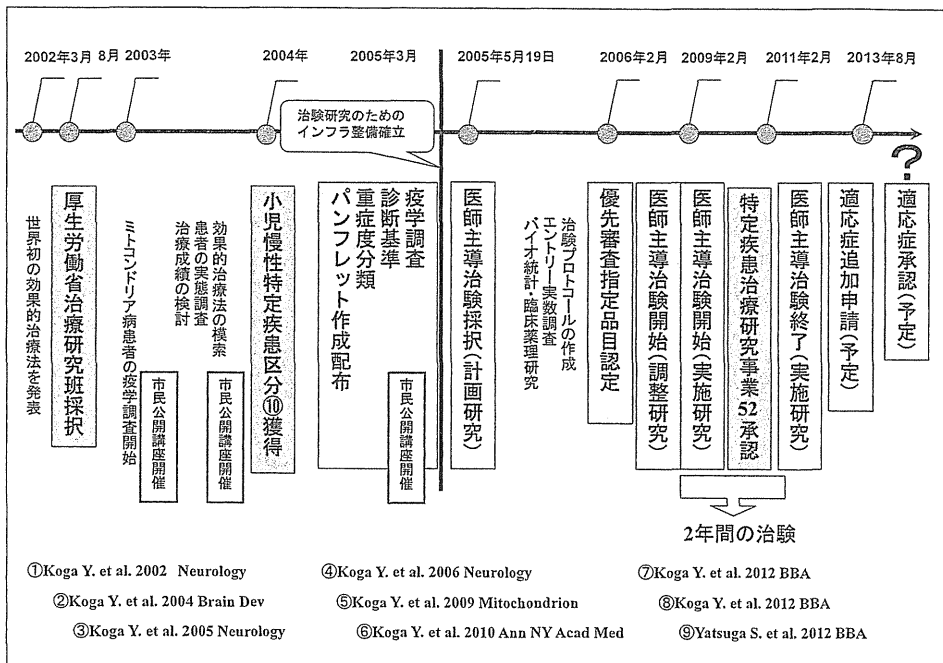 2002年3月
8月
2003年
2004年
2005年3月
2005年5月19日
2006年2月
2009年2月
2011年2月
2013年8月
治験研究のための
インフラ整備確立
?
世界初の効果的治療法を発表
厚生労働省治療研究班採択
ミトコンドリア病患者の疫学調査開始
市民公開講座開催
効果的治療法の模索
患者の実態調査
治療成績の検討
市民公開講座開催
小児慢性特定疾患区分⑩獲得
疫学調査
診断基準
重症度分類
パンフレット作成配布
市民公開講座開催
医師主導治験採択(計画研究)
治験プロトコールの作成
エントリー実数調査
バイオ統計・臨床薬理研究
優先審査指定品目認定
医師主導治験開始(調整研究)
医師主導治験開始(実施研究)
特定疾患治療研究事業52承認
医師主導治験終了(実施研究)
適応症追加申請(予定)
適応症承認(予定)
2年間の治験
①Koga Y. et al. 2002 Neurology
②Koga Y. et al. 2004 Brain Dev
③Koga Y. et al. 2005 Neurology
④Koga Y. et al. 2006 Neurology
⑤Koga Y. et al. 2009 Mitochondrion
⑥Koga Y. et al. 2010 Ann NY Acad Med
⑦Koga Y. et al. 2012 BBA
⑧Koga Y. et al. 2012 BBA
⑨Yatsuga S. et al. 2012 BBA